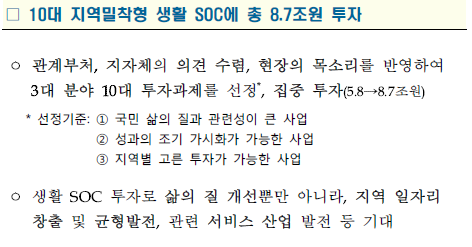 □ 10대 지역밀착형 생활 SOC에 총 8.7조원 투자
○ 관계부처, 지자체의 의견 수렴, 현장의 목소리를 반영하여
3대 분야 10대 투자과제를 선정*, 집중 투자(5.8→8.7조원)
* 선정기준: ① 국민 삶의 질과 관련성이 큰 사업
② 성과의 조기 가시화가 가능한 사업
③ 지역별 고른 투자가 가능한 사업
○ 생활 SOC 투자로 삶의 질 개선뿐만 아니라, 지역 일자리
창출 및 균형발전, 관련 서비스 산업 발전 등 기대